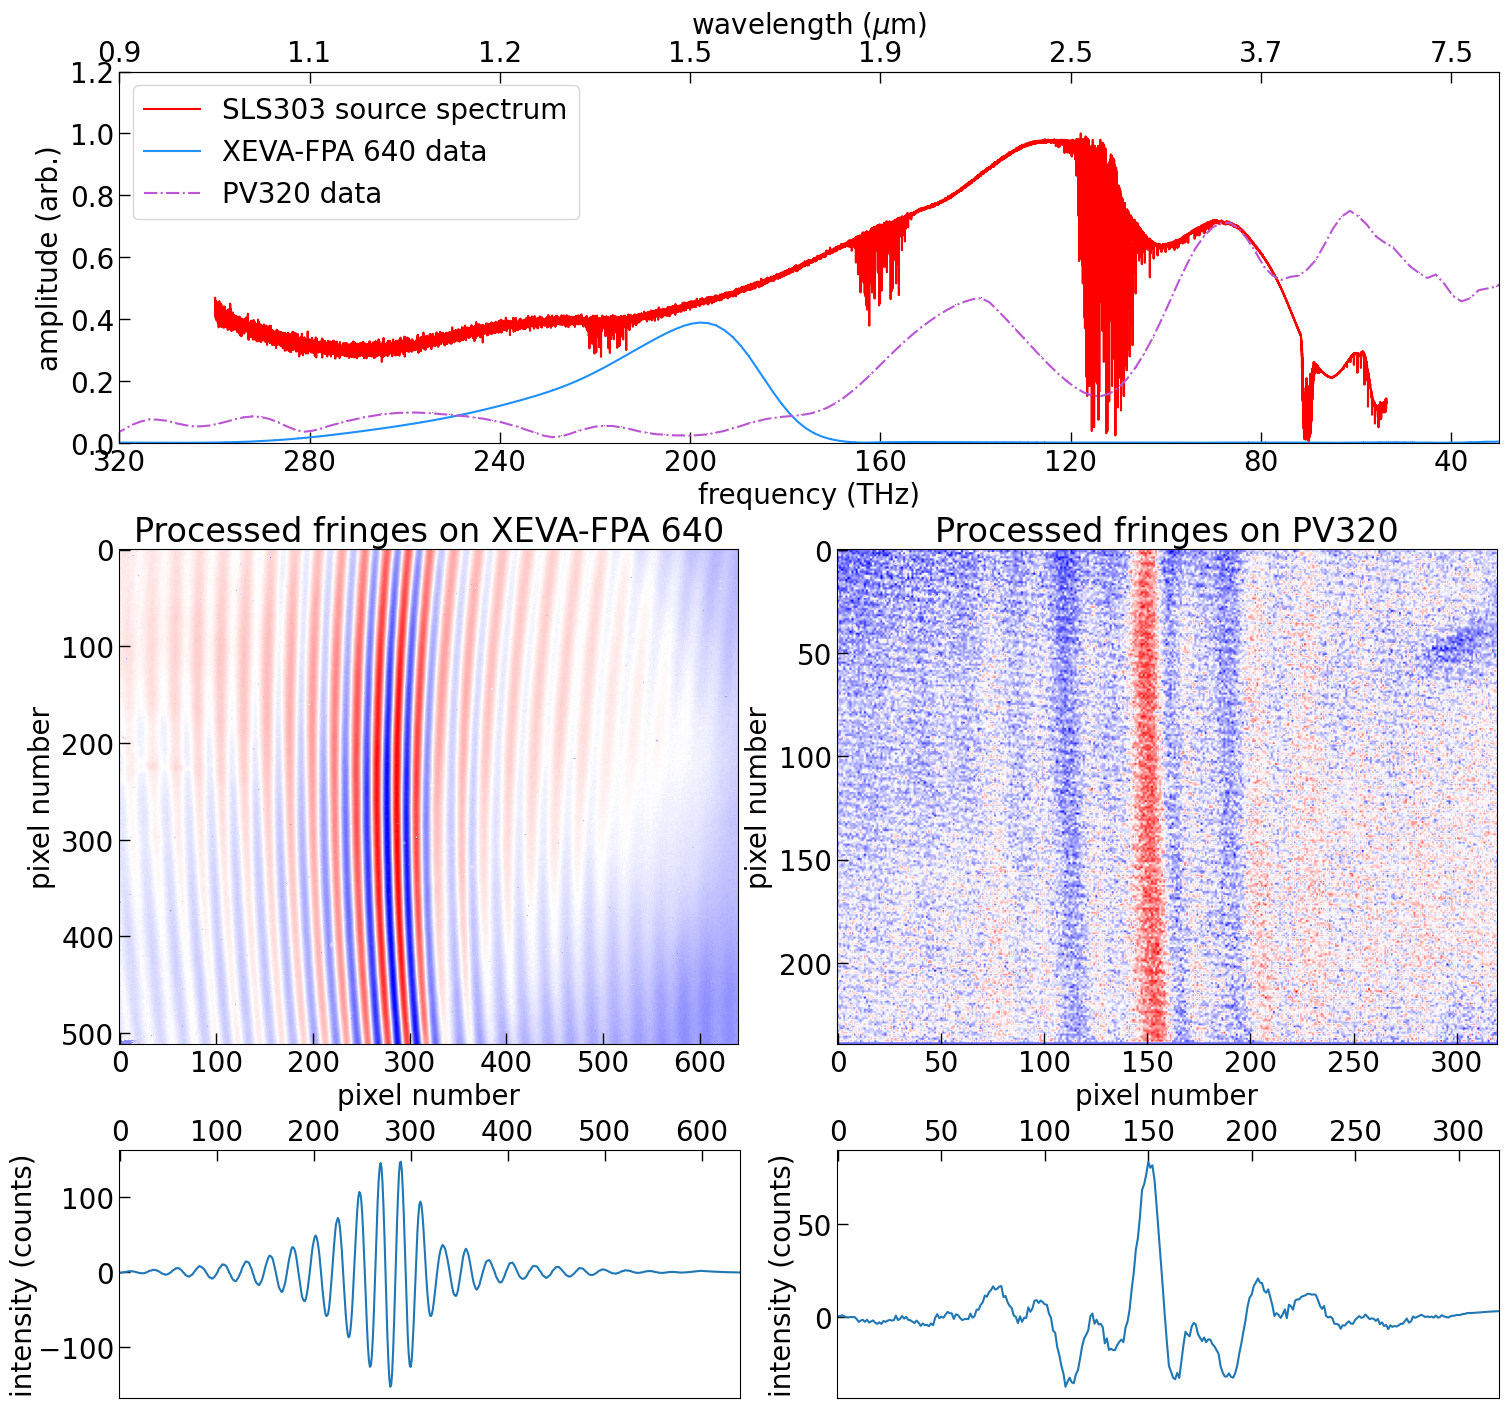 wavelength (μm)
0.9 1.1 1.2 1.5 1.9 2.5 3.7 7.5
SLS303 source spectrum
XEVA-FPA 640 data
PV320 data
amplitude (arb.)
1.2
1.0
0.8
0.6
0.4
0.2
0.0
320 280 240 200 160 120 80 40
frequency (THz)
Processed fringes on XEVA-FPA 640
pixel number
0
100
200
300
400
500
0 100 200 300 400 500 600
pixel number
Processed fringes on PV320
pixel number
0
50
100
150
200
0 50 100 150 200 250 300
pixel number
0 100 200 300 400 500 600
intensity (counts)
100
0
−100
0 50 100 150 200 250 300
intensity (counts)
50
0